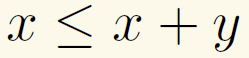 x ≤ x + y